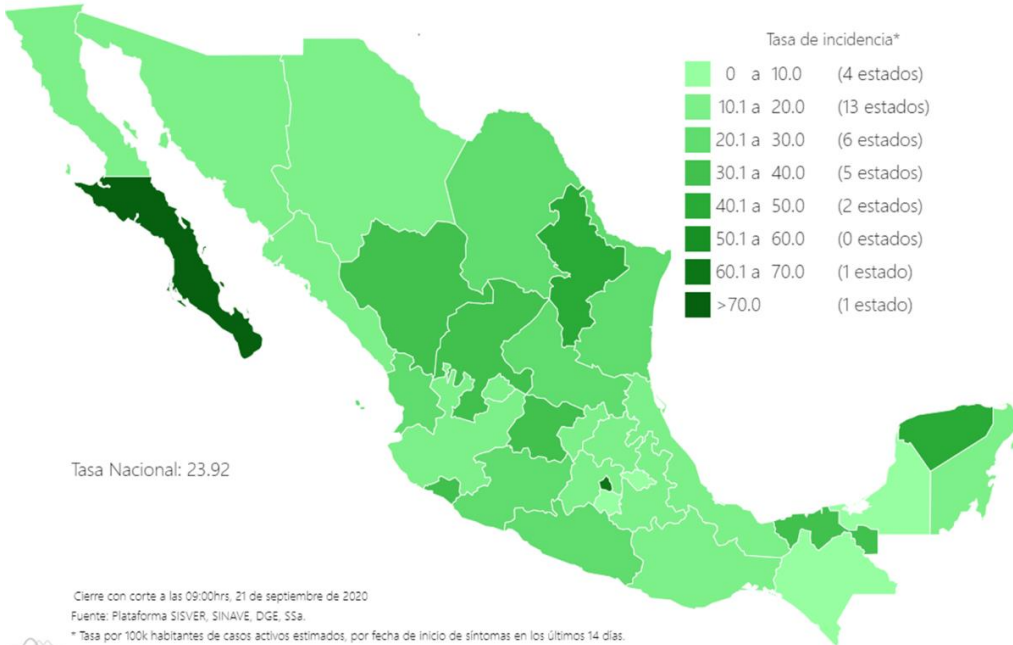 Tasa de incidencia*
0 a 10.0 (4 estados)
10.1 a 20.0 (13 estados)
20.1 a 30.0 (6 estados)
30.1 a 40.0 (5 estados)
40.1 a 50.0 (2 estados)
50.1 a 60.0 (0 estados)
60.1 a 70.0 (1 estado)
>70.0 (1 estado)
Tasa Nacional: 23.92
Cierre con corte a las 09:00hrs, 21 de septiembre de 2020
Fuente: Plataforma SISVER, SINAVE, DGE, SSa.
* Tasa por 100k habitantes de casos activos estimados, por fecha de inicio de síntomas en los últimos 14 días.